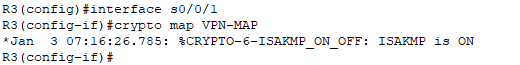 R3(config)#interface s0/0/1
R3(config-if)#crypto map VPN-MAP
*Jan  3 07:16:26.785: %CRYPTO-6-ISAKMP_ON_OFF: ISAKMP is ON
R3(config-if)#